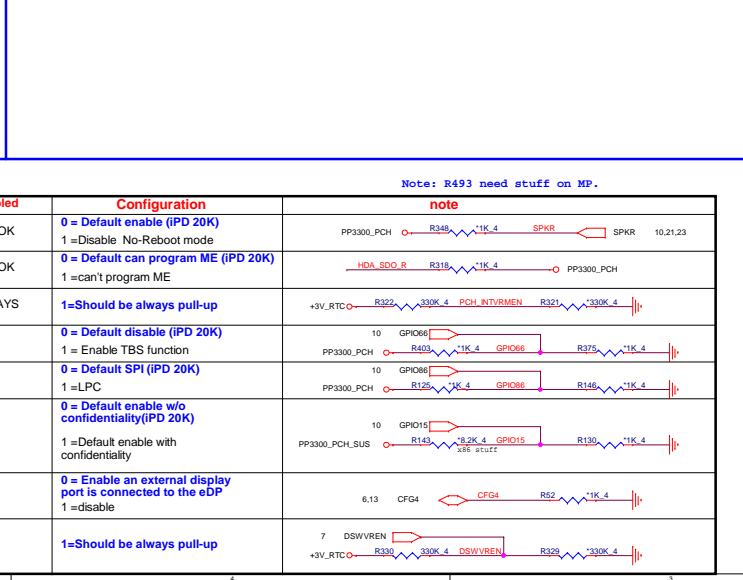 Note: R493 need stuff on MP.
Configuration note
0 = Default enable (iPD 20K)
1 =Disable No-Reboot mode
PP3300_PCH R348 *1K_4 SPKR SPKR 10,21,23
0 = Default can program ME (iPD 20K)
1 =can't program ME
HDA_SDO_R R318 *1K_4 PP3300_PCH
1=Should be always pull-up
+3V_RTC R322 330K_4 PCH_INTVRMEN R321 *330K_4
0 = Default disable (iPD 20K)
1 = Enable TBS function
10 GPIO66
PP3300_PCH R403 *1K_4 GPIO66 R375 *1K_4
0 = Default SPI (iPD 20K)
1 =LPC
10 GPIO86
PP3300_PCH R125 *1K_4 GPIO86 R146 *1K_4
0 = Default enable w/o
confidentiality(iPD 20K)
1 =Default enable with
confidentiality
10 GPIO15
PP3300_PCH_SUS R143 *8.2K_4 GPIO15 R130 *1K_4
x86 stuff
0 = Enable an external display
port is connected to the eDP
1 =disable
6,13 CFG4 CFG4 R52 *1K_4
1=Should be always pull-up
7 DSWVREN
+3V_RTC R330 330K_4 DSWVREN R329 *330K_4